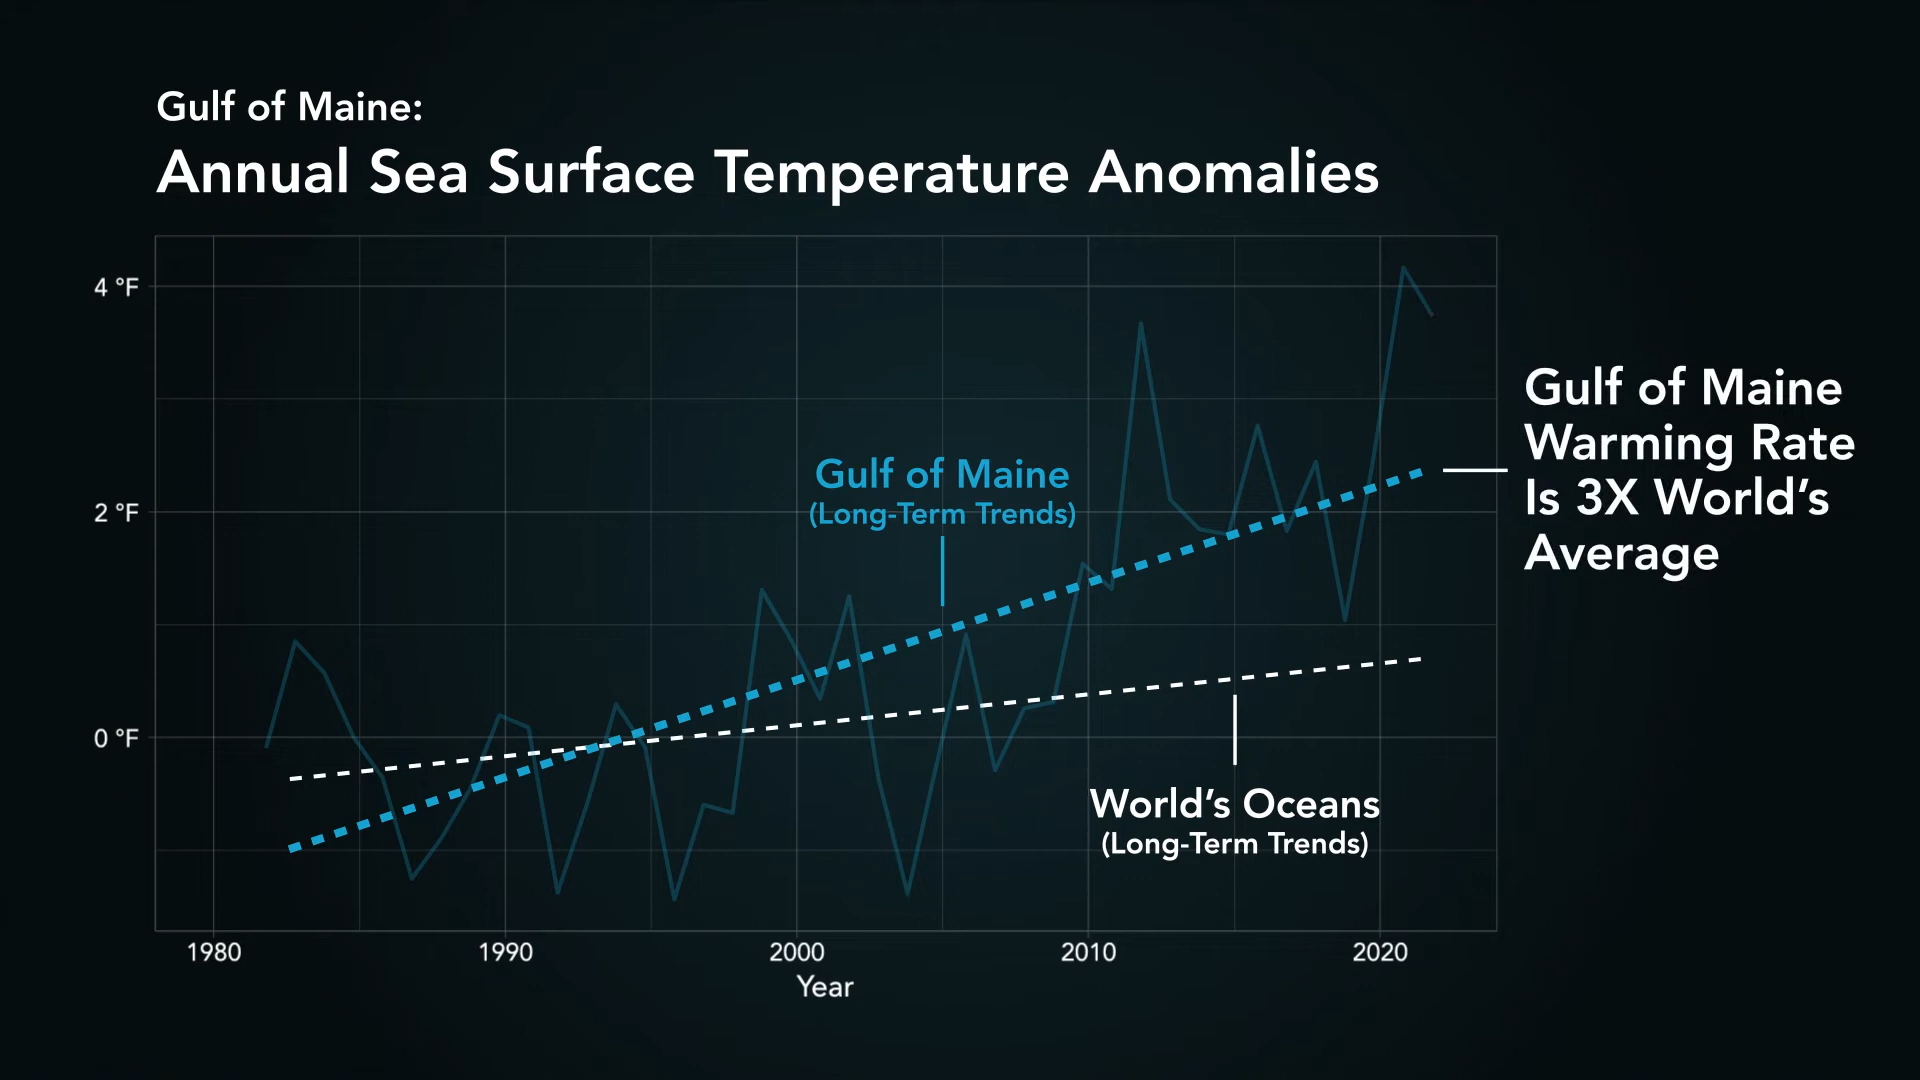 Gulf of Maine:
Annual Sea Surface Temperature Anomalies
4 °F
2 °F
0 °F
Gulf of Maine
(Long-Term Trends)
Gulf of Maine
Warming Rate
Is 3X World’s
Average
World’s Oceans
(Long-Term Trends)
1980 1990 2000 2010 2020
Year